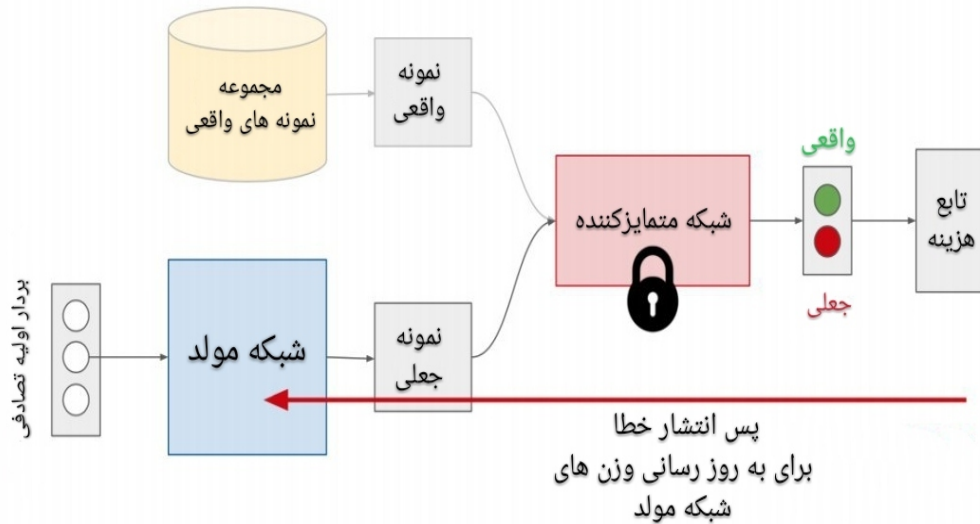 مجموعه
نمونه های واقعی
نمونه
واقعی
واقعی
شبکه متمایزکننده
تابع
هزینه
جعلی
بردار اولیه تصادفی
شبکه مولد
نمونه
جعلی
پس انتشار خطا
برای به روز رسانی وزن های
شبکه مولد